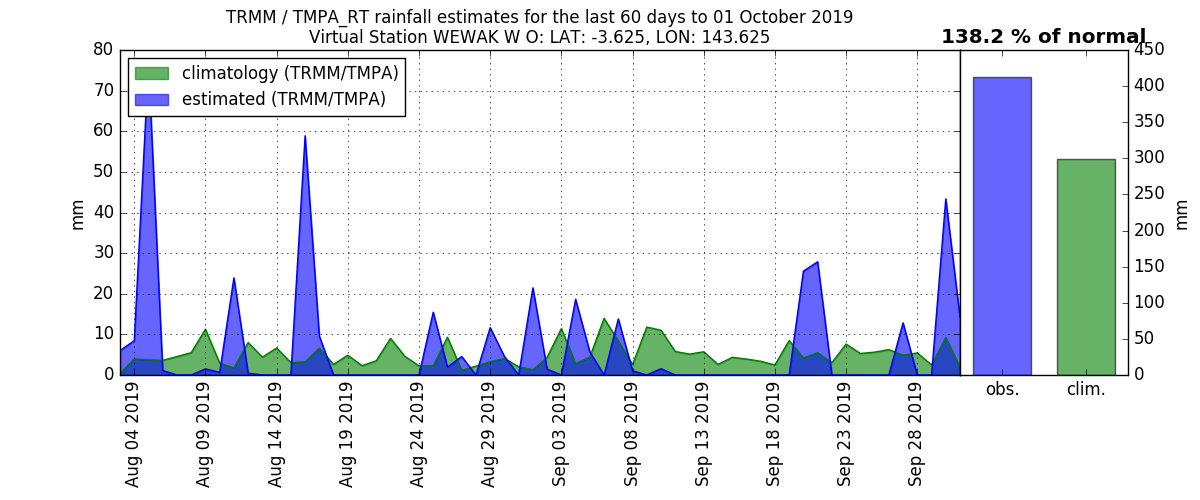 TRMM / TMPA_RT rainfall estimates for the last 60 days to 01 October 2019
Virtual Station WEWAK W O: LAT: -3.625, LON: 143.625
138.2 % of normal
climatology (TRMM/TMPA)
estimated (TRMM/TMPA)
80
70
60
50
40
30
20
10
0
mm
Aug 04 2019
Aug 09 2019
Aug 14 2019
Aug 19 2019
Aug 24 2019
Aug 29 2019
Sep 03 2019
Sep 08 2019
Sep 13 2019
Sep 18 2019
Sep 23 2019
Sep 28 2019
obs.
clim.
450
400
350
300
250
200
150
100
50
0
mm